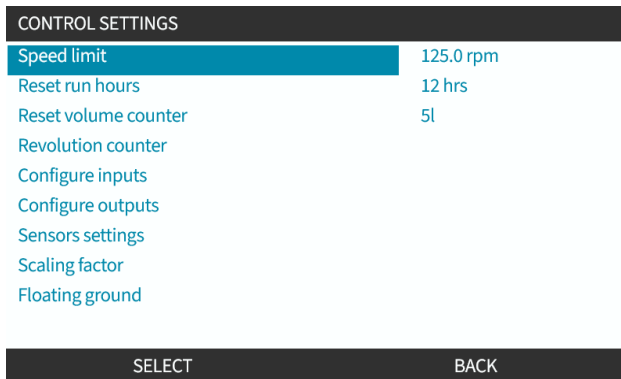 CONTROL SETTINGS
Speed limit 125.0 rpm
Reset run hours 12 hrs
Reset volume counter 5l
Revolution counter
Configure inputs
Configure outputs
Sensors settings
Scaling factor
Floating ground
SELECT BACK